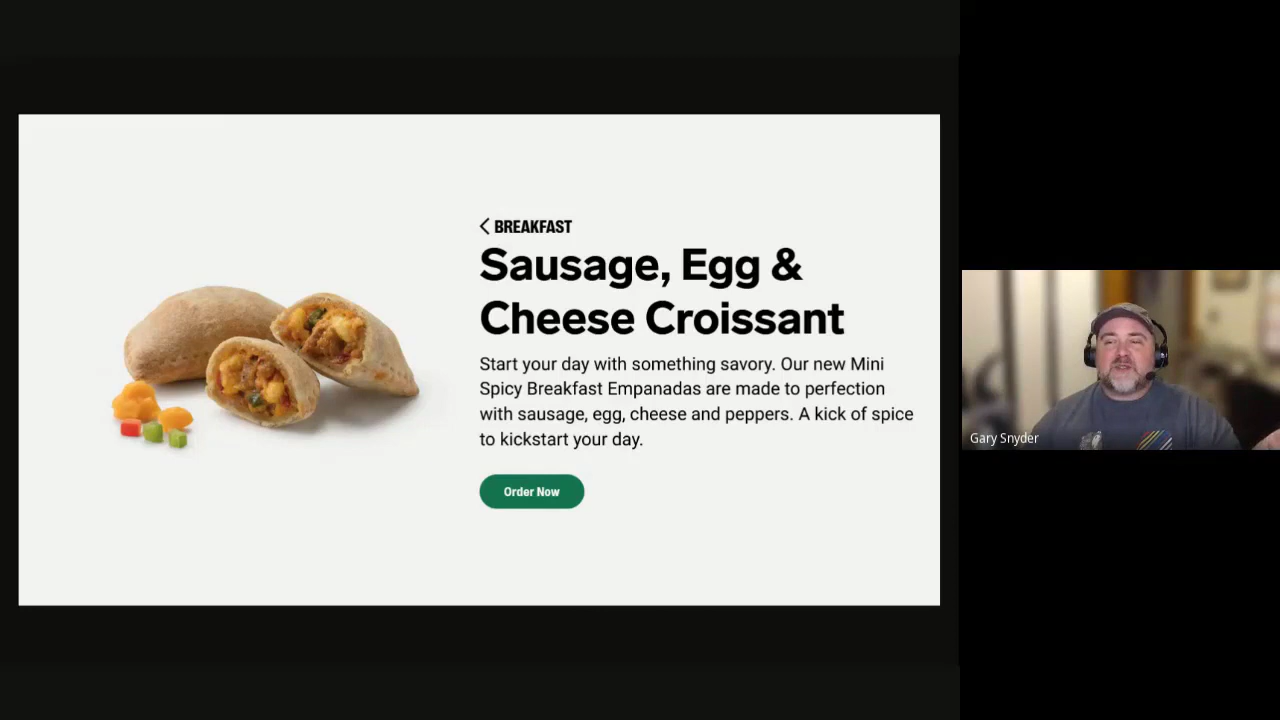 BREAKFAST
Sausage, Egg &
Cheese Croissant
Start your day with something savory. Our new Mini
Spicy Breakfast Empanadas are made to perfection
with sausage, egg, cheese and peppers. A kick of spice
to kickstart your day.
Order Now
Gary Snyder